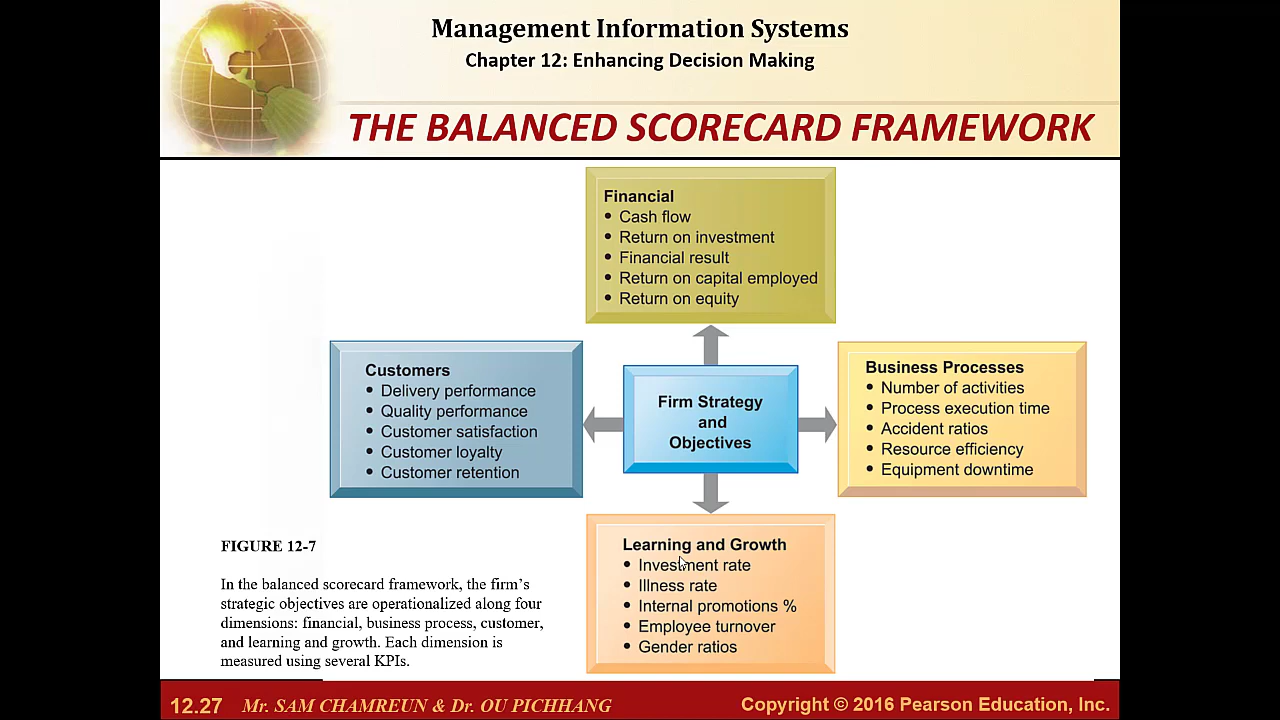 Management Information Systems
Chapter 12: Enhancing Decision Making
THE BALANCED SCORECARD FRAMEWORK
Financial
• Cash flow
• Return on investment
• Financial result
• Return on capital employed
• Return on equity
Customers
• Delivery performance
• Quality performance
• Customer satisfaction
• Customer loyalty
• Customer retention
Firm Strategy
and
Objectives
Business Processes
• Number of activities
• Process execution time
• Accident ratios
• Resource efficiency
• Equipment downtime
Learning and Growth
• Investment rate
• Illness rate
• Internal promotions %
• Employee turnover
• Gender ratios
FIGURE 12-7
In the balanced scorecard framework, the firm's
strategic objectives are operationalized along four
dimensions: financial, business process, customer,
and learning and growth. Each dimension is
measured using several KPIs.
12.27 Mr. SAM CHAMREUN & Dr. OU PICHHANG
Copyright © 2016 Pearson Education, Inc.